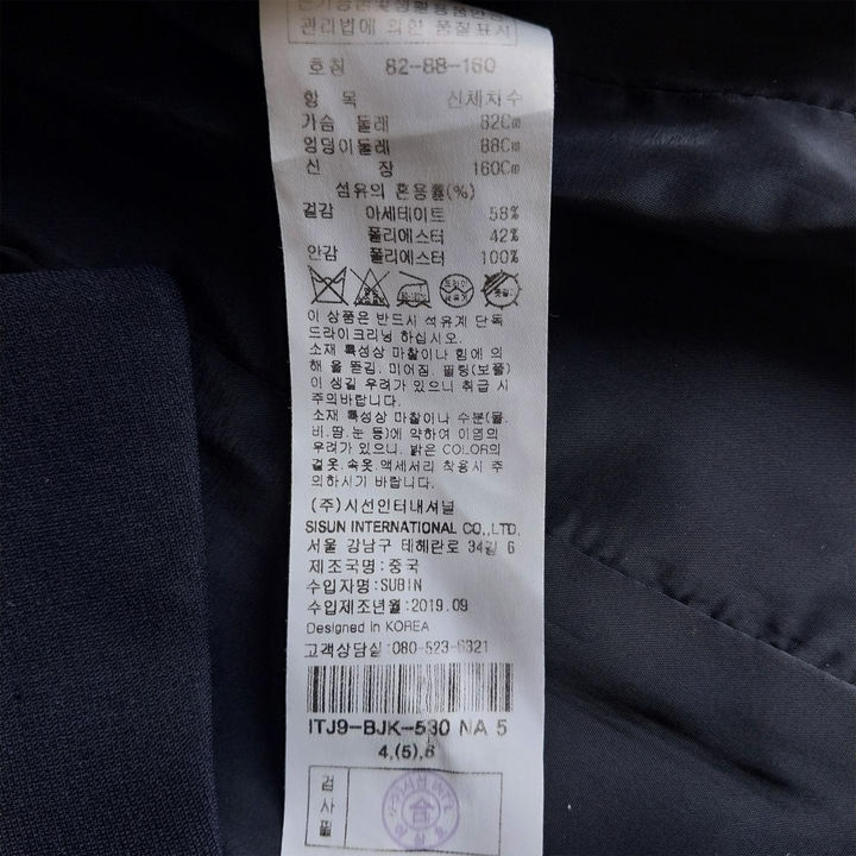 관리법에 의한 품질표시
호칭 82-88-160
항 목 신체치수
가슴 둘레 82Cm
엉덩이둘레 88Cm
신 장 160Cm
섬유의 혼용률(%)
겉감 아세테이트 58%
폴리에스터 42%
안감 폴리에스터 100%
드라이
석유계
이 상품은 반드시 석유계 단독
드라이크리닝 하십시오.
소재 특성상 마찰이나 힘에 의
해 올 뜯김, 미어짐, 필링(보풀)
이 생길 우려가 있으니 취급 시
주의바랍니다.
소재 특성상 마찰이나 수분(물,
비,땀,눈 등)에 약하여 이염의
우려가 있으니, 밝은 COLOR의
겉옷,속옷,액세서리 착용시 주
의하시기 바랍니다.
(주)시선인터내셔널
SISUN INTERNATIONAL CO.,LTD.
서울 강남구 테헤란로 34길 6
제조국명:중국
수입자명:SUBIN
수입제조년월:2019.09
Designed in KOREA
고객상담실:080-523-6321
ITJ9-BJK-530 NA 5
4,(5),6
검
사
필
合